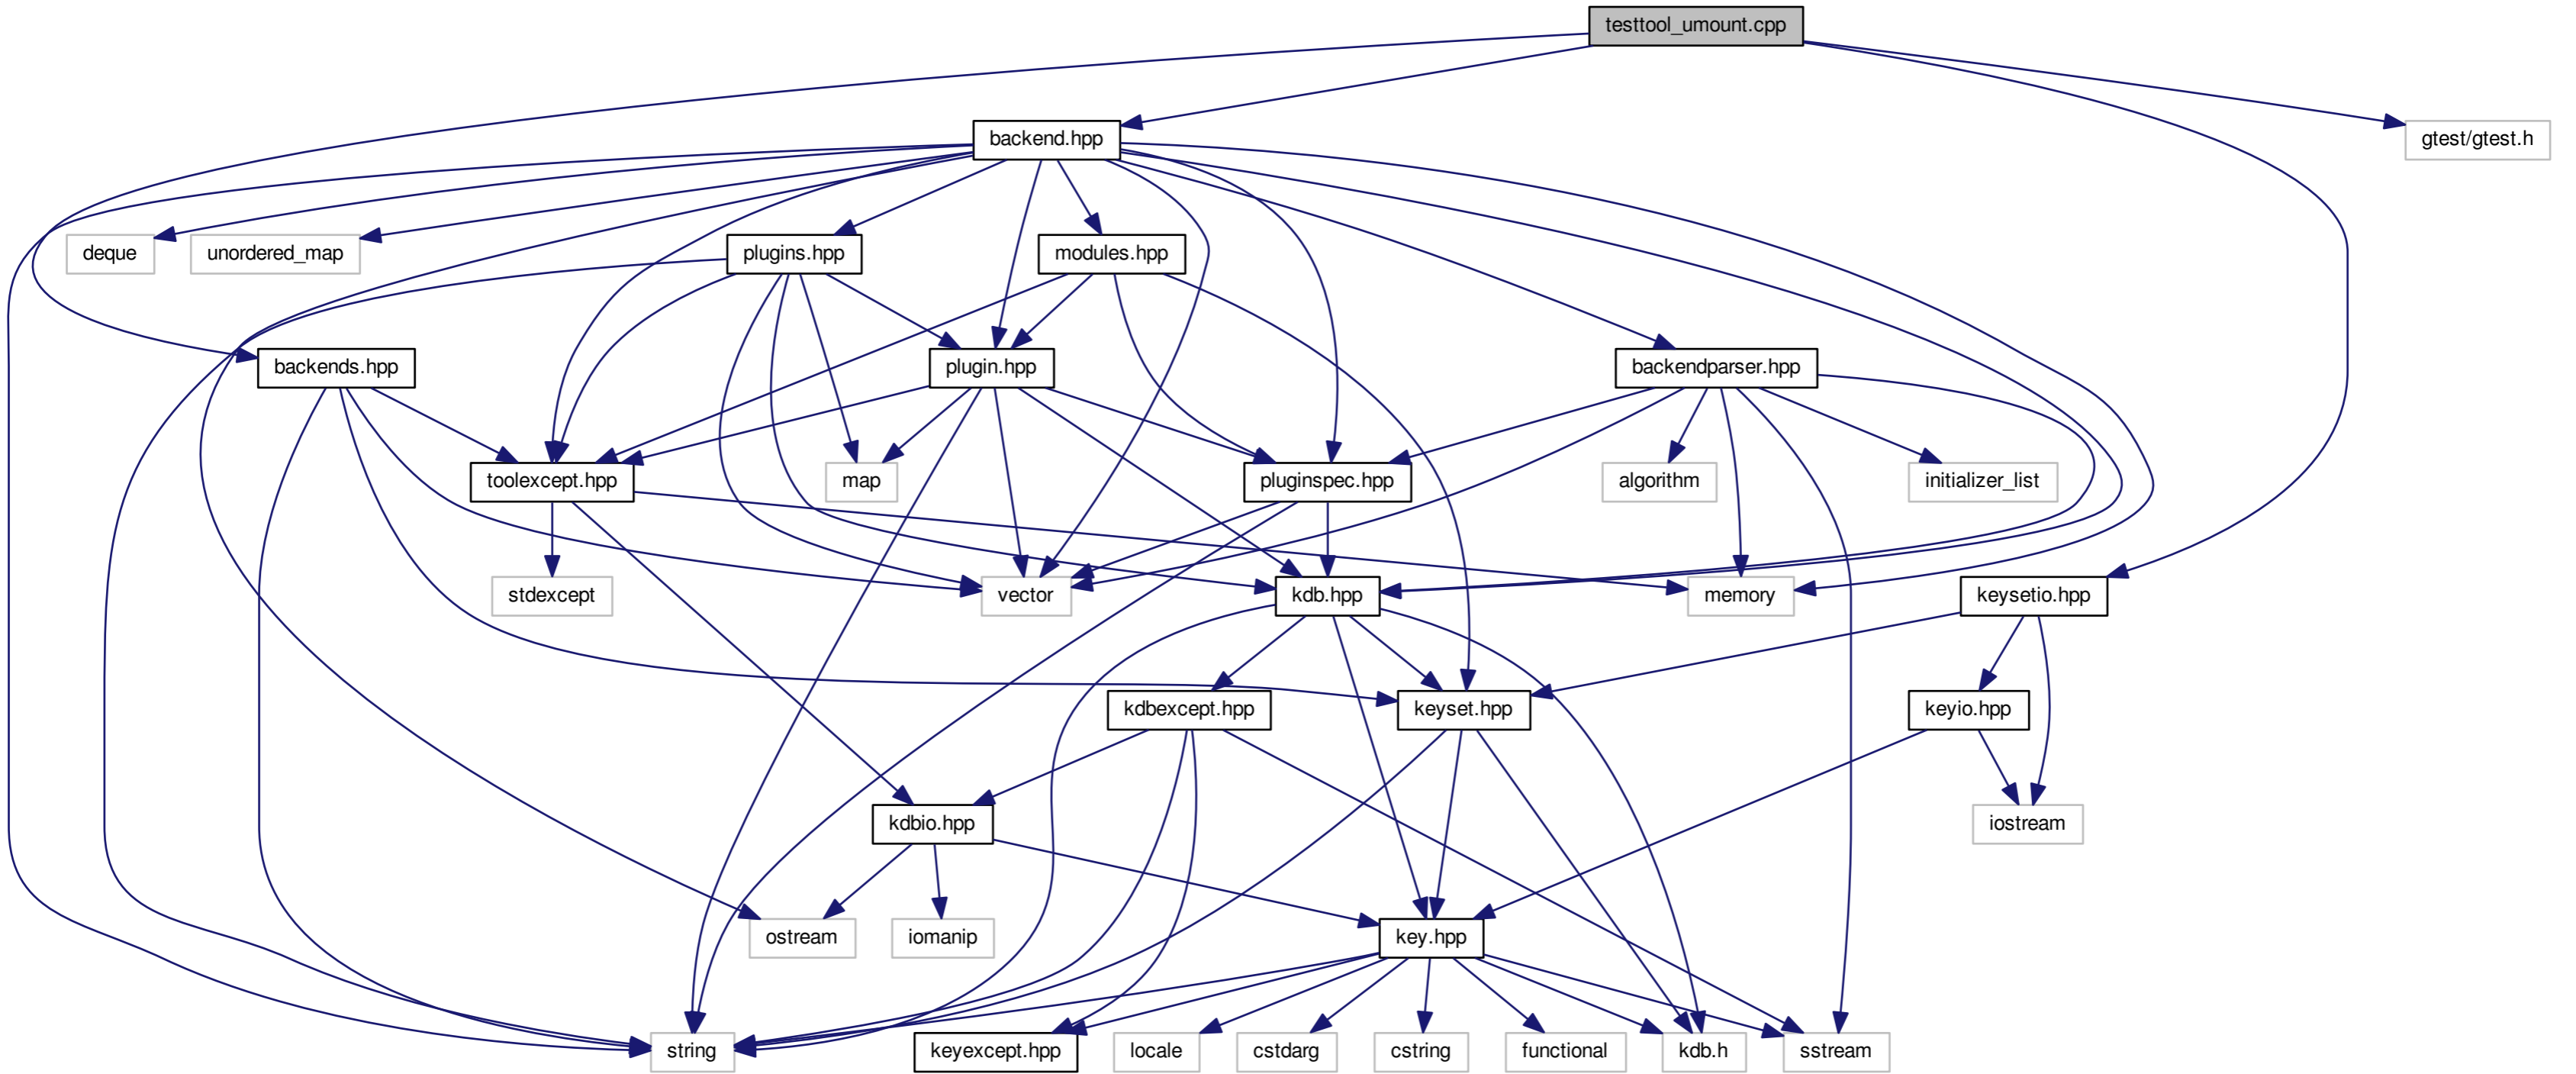 testtool_umount.cpp
backend.hpp
gtest/gtest.h
deque
unordered_map
plugins.hpp
modules.hpp
backends.hpp
plugin.hpp
backendparser.hpp
toolexcept.hpp
map
pluginspec.hpp
algorithm
initializer_list
stdexcept
vector
kdb.hpp
memory
keysetio.hpp
kdbexcept.hpp
keyset.hpp
keyio.hpp
kdbio.hpp
iostream
ostream
iomanip
key.hpp
string
keyexcept.hpp
locale
cstdarg
cstring
functional
kdb.h
sstream